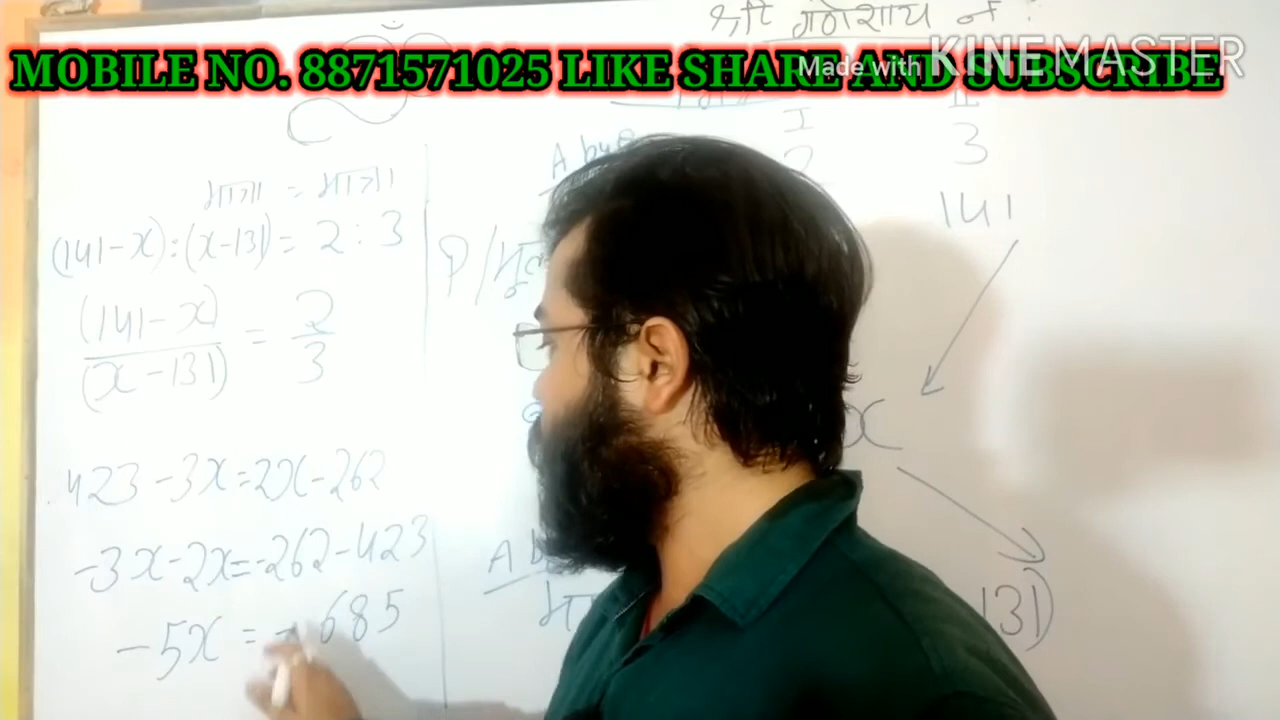 श्री गणेशाय न
MOBILE NO. 8871571025 LIKE SHARE AND SUBSCRIBE
Made with KINEMASTER
I II
3
141
मात्रा = मात्रा
(141-x):(x-131) = 2:3
(141-x)/(x-131) = 2/3
P/
x
423-3x=2x-262
-3x-2x=-262-423
-5x = -685
A
131)